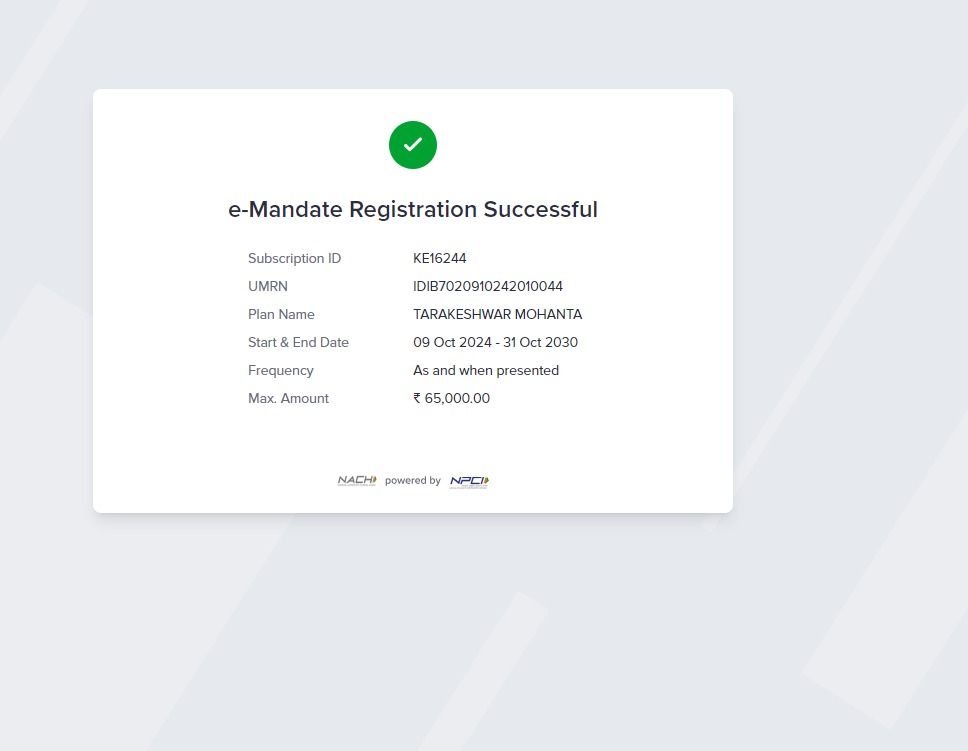 e-Mandate Registration Successful
Subscription ID KE16244
UMRN IDIB7020910242010044
Plan Name TARAKESHWAR MOHANTA
Start & End Date 09 Oct 2024 - 31 Oct 2030
Frequency As and when presented
Max. Amount ₹ 65,000.00
NACH powered by NPCI